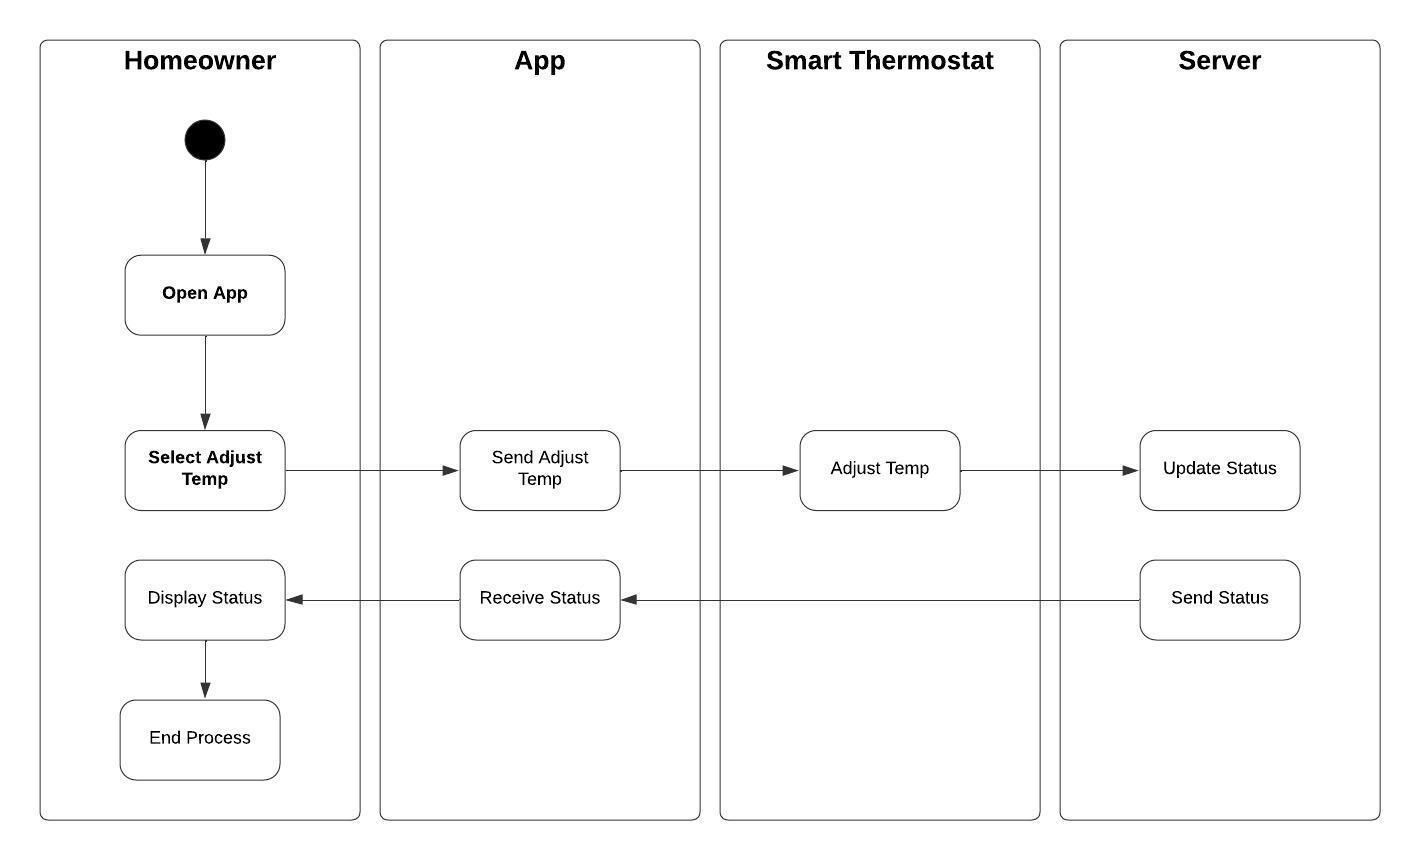 Homeowner
App
Smart Thermostat
Server
Open App
Select Adjust
Temp
Send Adjust
Temp
Adjust Temp
Update Status
Display Status
Receive Status
Send Status
End Process